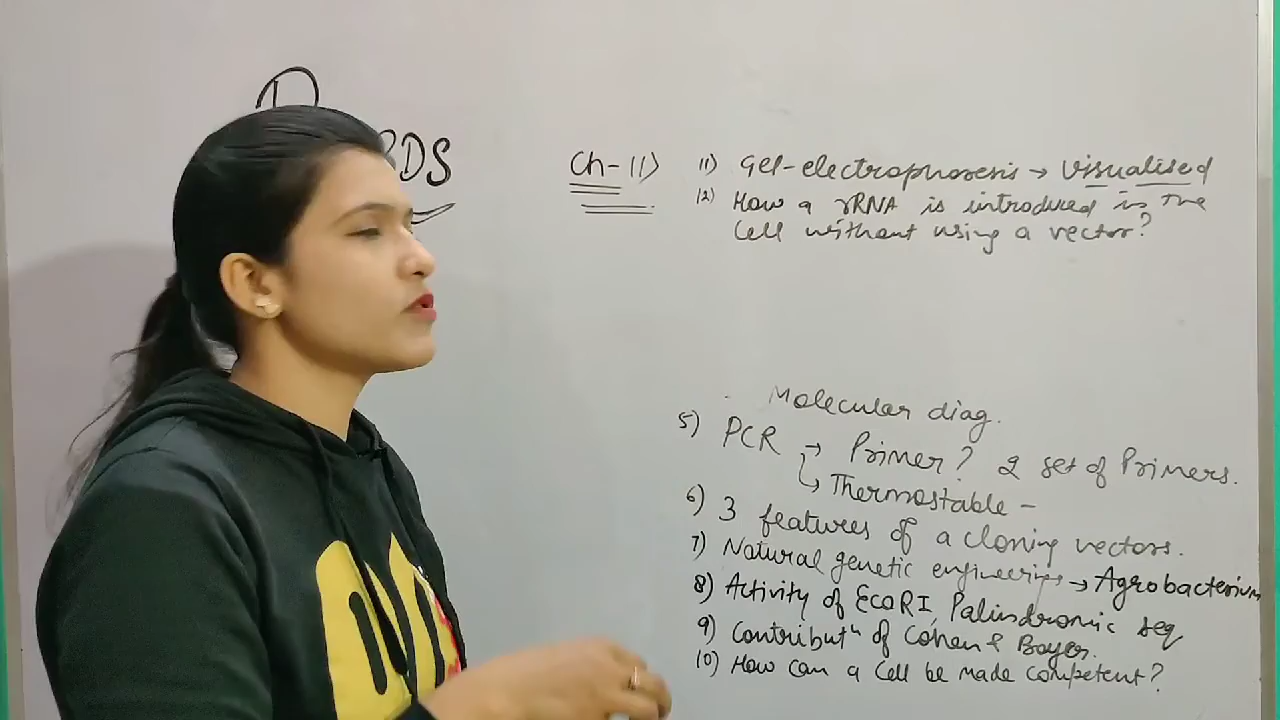 RDS
Ch-11)
11) Gel-electrophoresis → Visualised
12) How a rRNA is introduced in the
Cell without using a vector?
Molecular diag.
5) PCR → Primer? 2 set of Primers.
↳ Thermostable -
6) 3 features of a cloning vectors.
7) Natural genetic engineering → Agrobacterium
8) Activity of EcoRI, Palindromic seq
9) Contributn of Cohen & Boyer.
10) How can a Cell be made competent?